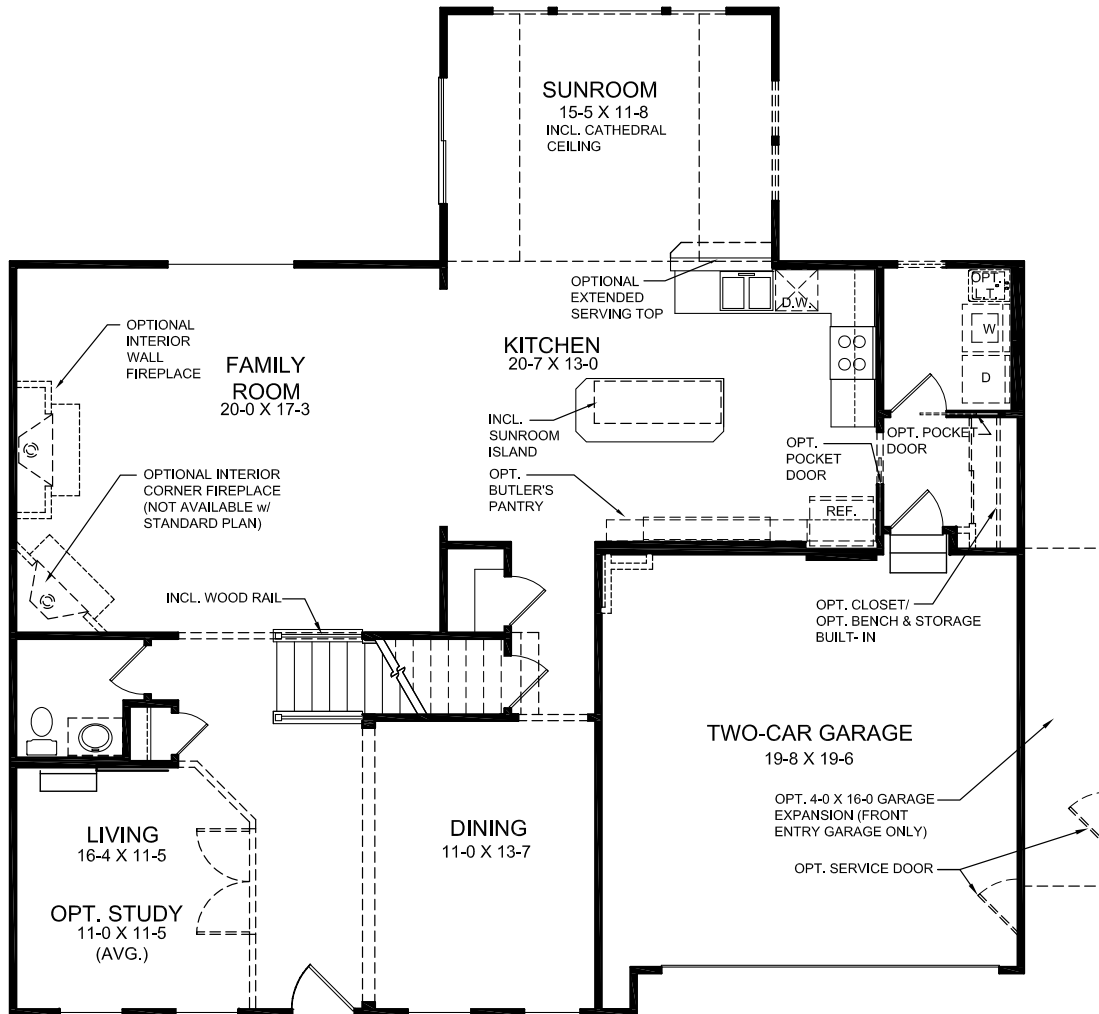 SUNROOM
15-5 X 11-8
INCL. CATHEDRAL
CEILING
OPTIONAL
EXTENDED
SERVING TOP
D.W.
OPT.
L.T.
W
D
OPTIONAL
INTERIOR
WALL
FIREPLACE
FAMILY
ROOM
20-0 X 17-3
KITCHEN
20-7 X 13-0
INCL.
SUNROOM
ISLAND
OPT.
POCKET
DOOR
OPT. POCKET
DOOR
OPTIONAL INTERIOR
CORNER FIREPLACE
(NOT AVAILABLE w/
STANDARD PLAN)
OPT.
BUTLER'S
PANTRY
REF.
INCL. WOOD RAIL
OPT. CLOSET/
OPT. BENCH & STORAGE
BUILT- IN
TWO-CAR GARAGE
19-8 X 19-6
OPT. 4-0 X 16-0 GARAGE
EXPANSION (FRONT
ENTRY GARAGE ONLY)
OPT. SERVICE DOOR
LIVING
16-4 X 11-5
DINING
11-0 X 13-7
OPT. STUDY
11-0 X 11-5
(AVG.)